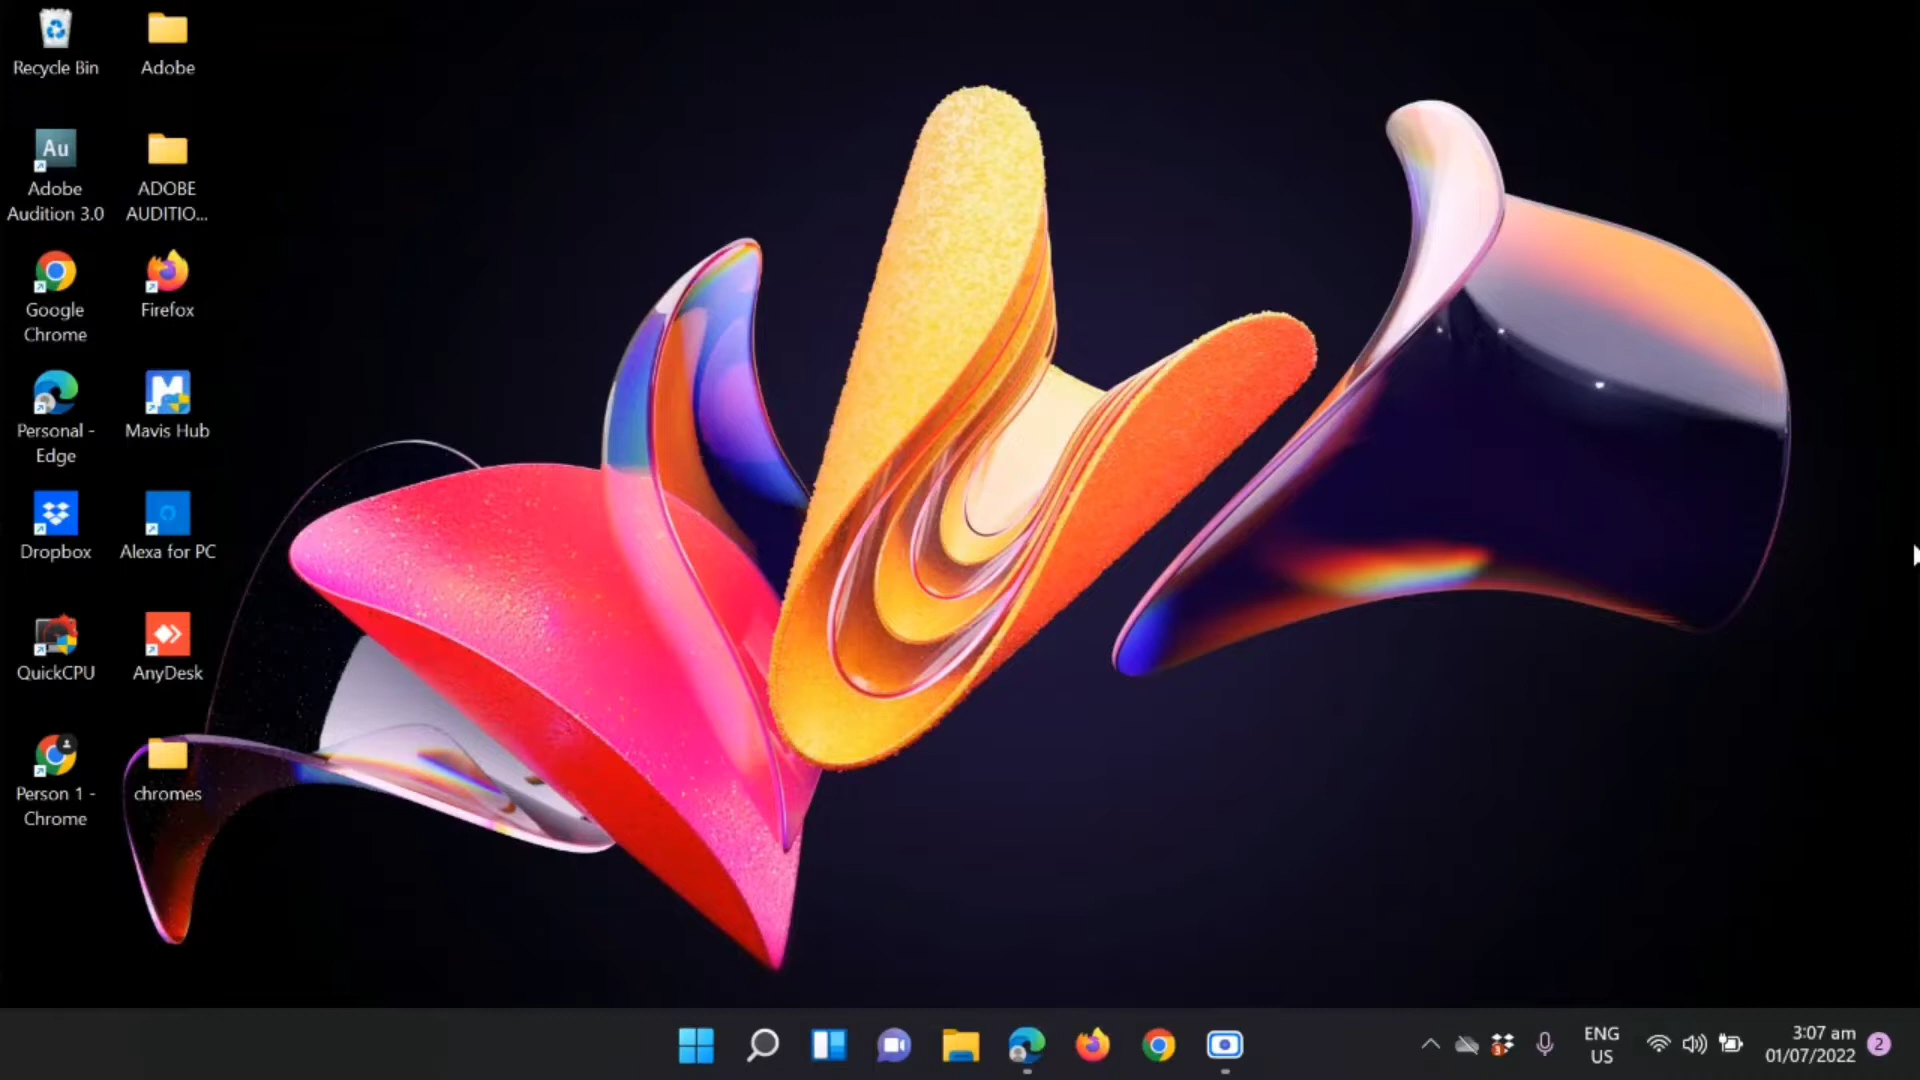 Recycle Bin
Adobe
Au
Adobe
Audition 3.0
ADOBE
AUDITIO...
Google
Chrome
Firefox
Personal -
Edge
Mavis Hub
Dropbox
Alexa for PC
QuickCPU
AnyDesk
Person 1 -
Chrome
chromes
ENG
US
3:07 am
01/07/2022
2